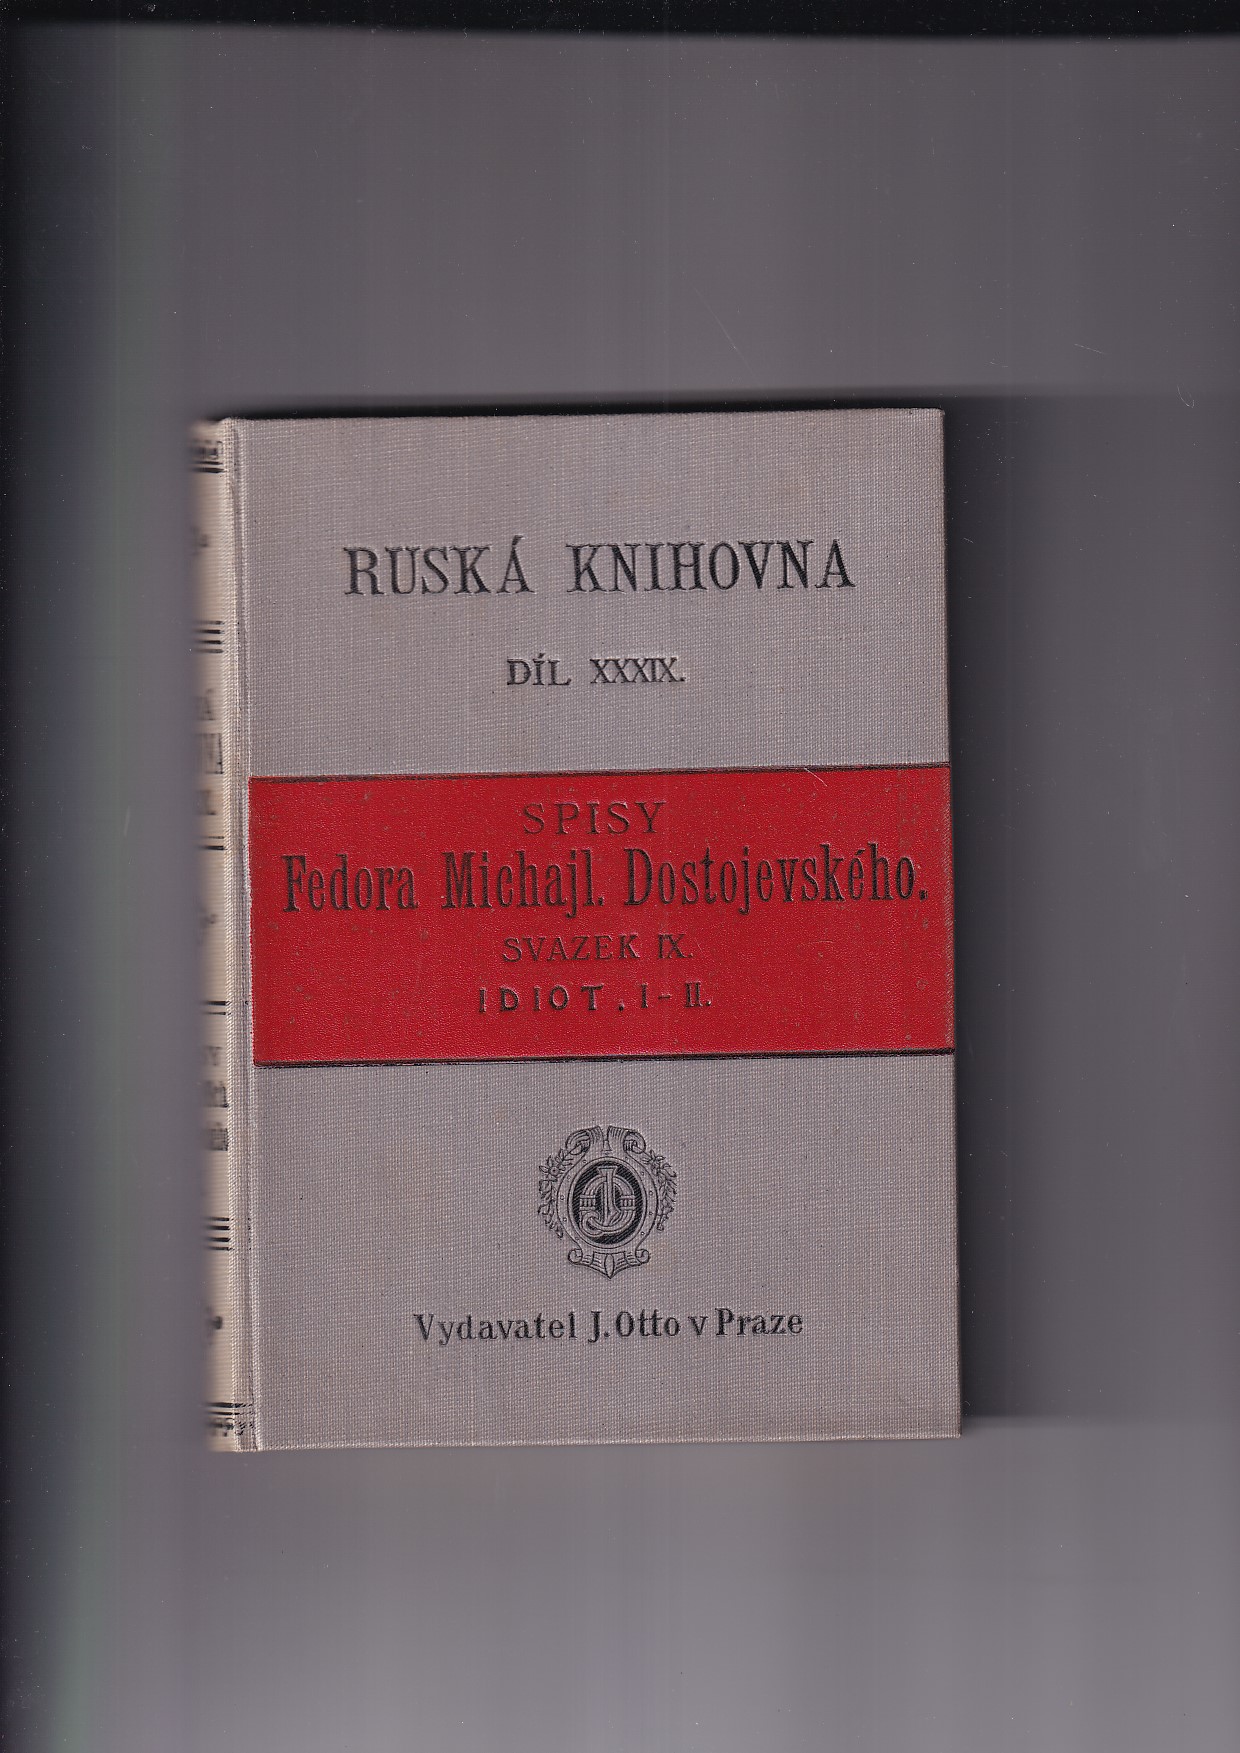 RUSKÁ KNIHOVNA
DÍL XXXIX.
SPISY
Fedora Michajl. Dostojevského.
SVAZEK IX.
IDIOT. I-II.
Vydavatel J. Otto v Praze